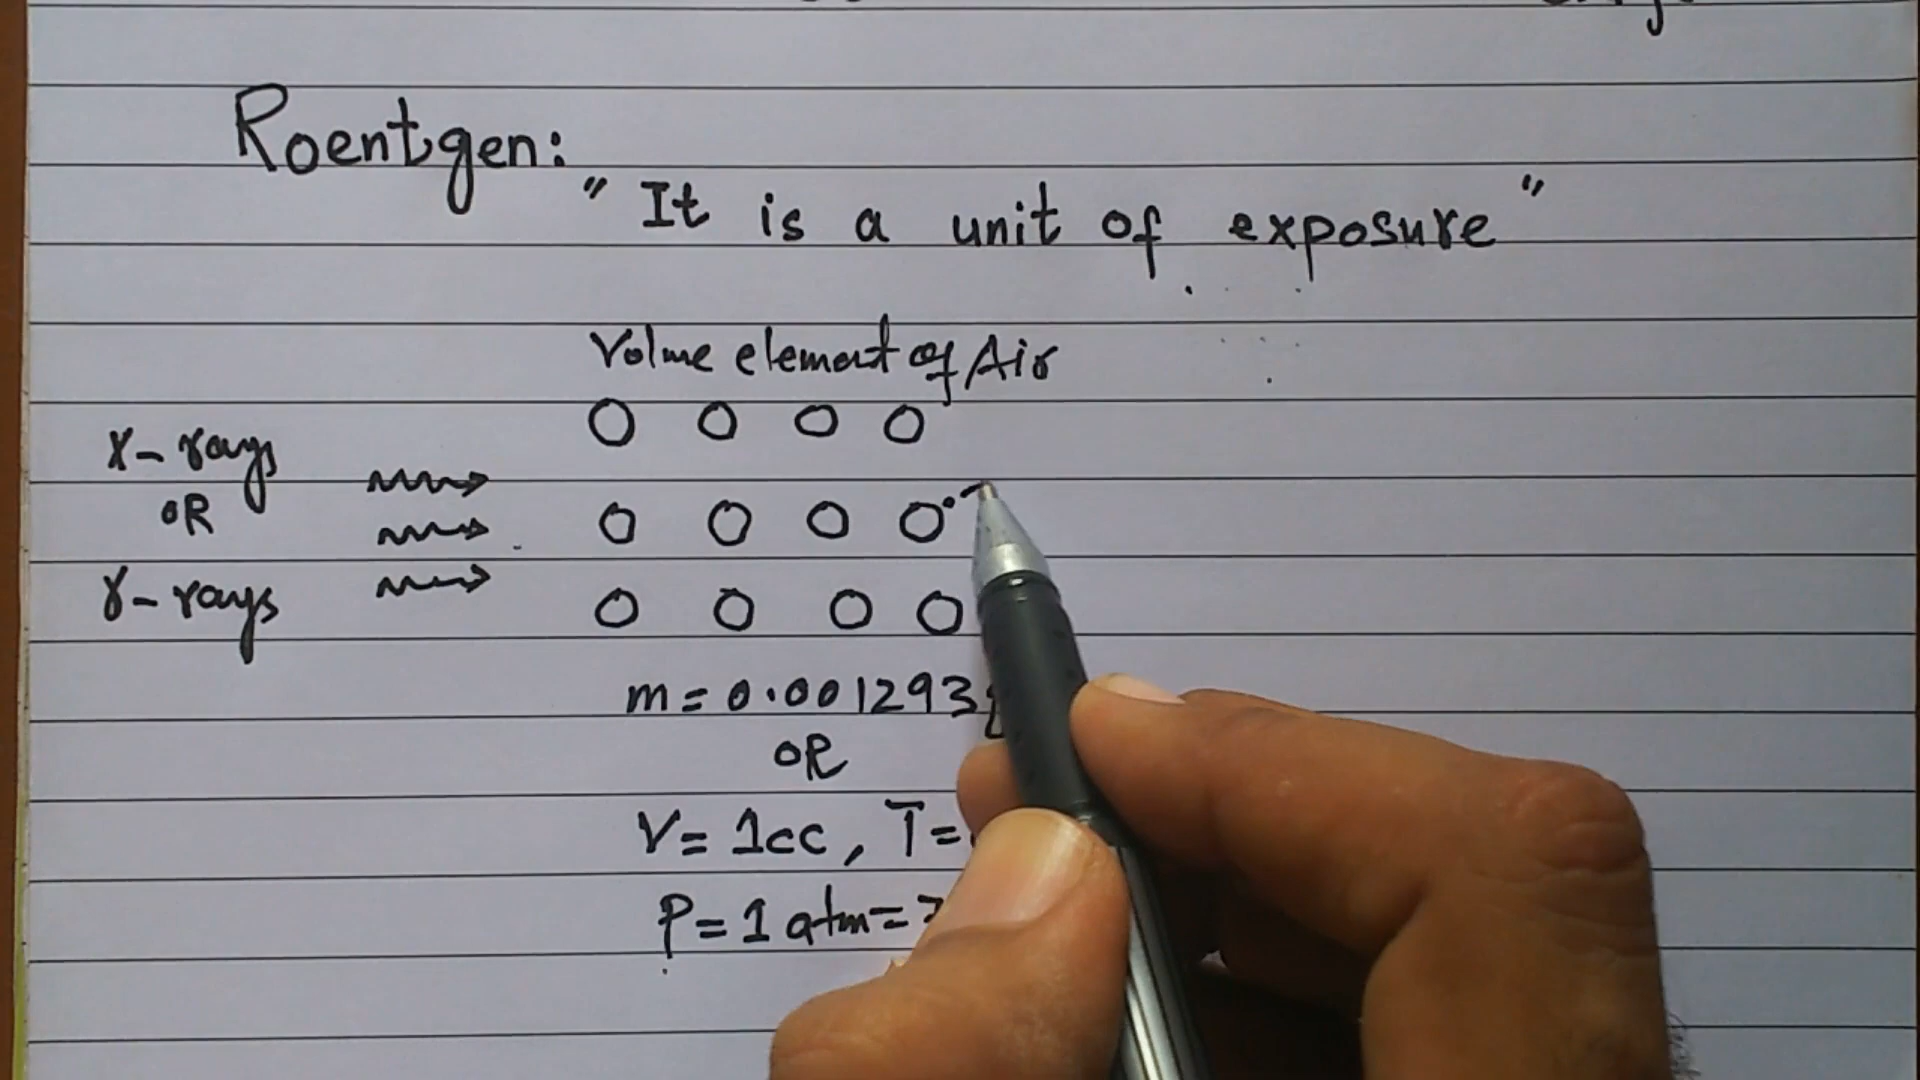 Roentgen:
" It is a unit of exposure "
Volme element of Air
X-rays
OR
γ-rays
m = 0.001293
OR
V = 1cc, T =
P = 1 atm =